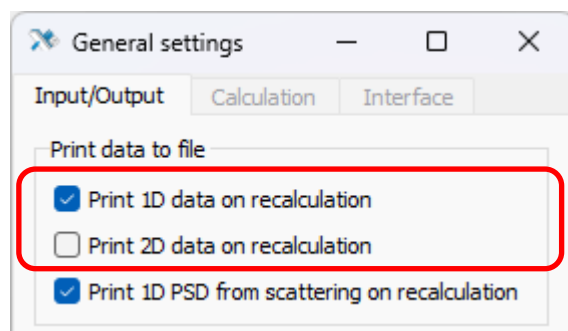 General settings
Input/Output Calculation Interface
Print data to file
Print 1D data on recalculation
Print 2D data on recalculation
Print 1D PSD from scattering on recalculation